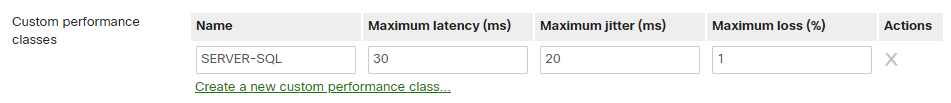 Custom performance
classes
Name Maximum latency (ms) Maximum jitter (ms) Maximum loss (%) Actions
SERVER-SQL 30 20 1 X
Create a new custom performance class...